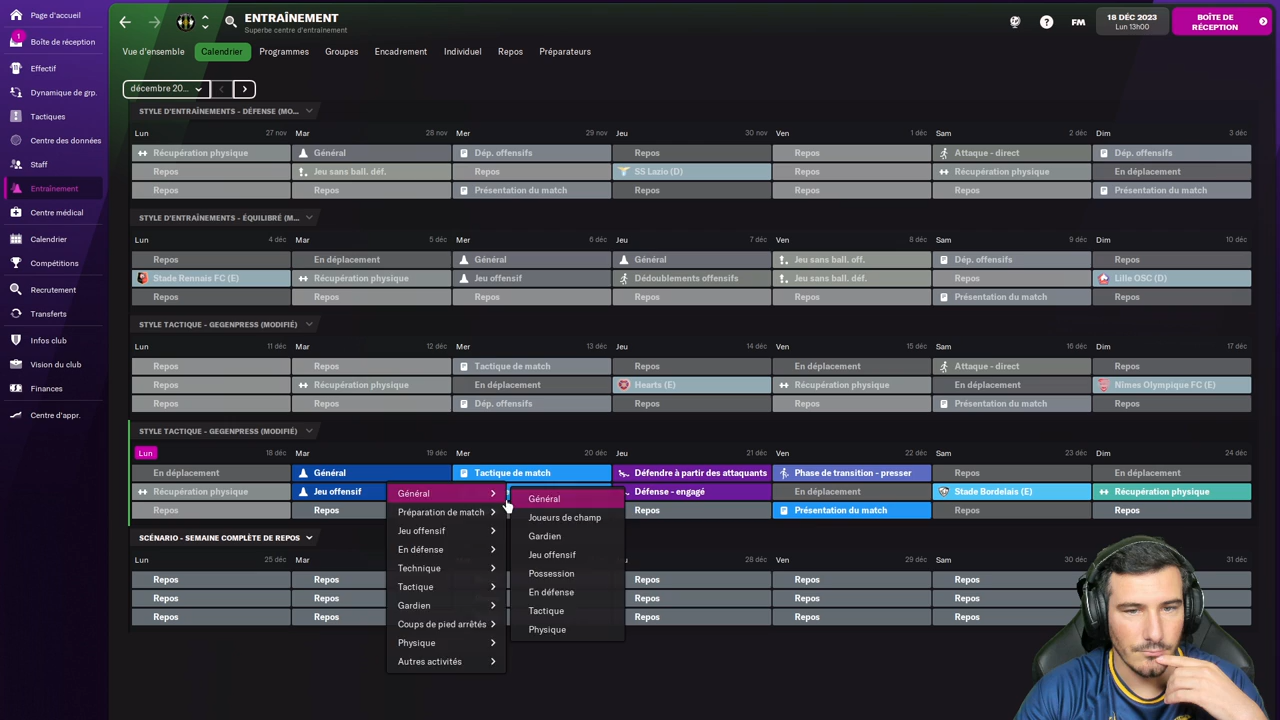 Page d'accueil
1
Boîte de réception
Effectif
Dynamique de grp.
Tactiques
Centre des données
Staff
Entraînement
Centre médical
Calendrier
Compétitions
Recrutement
Transferts
Infos club
Vision du club
Finances
Centre d'appr.
ENTRAÎNEMENT
Superbe centre d'entraînement
?
FM
18 DÉC 2023
Lun 13h00
BOÎTE DE
RÉCEPTION
Vue d'ensemble Calendrier Programmes Groupes Encadrement Individuel Repos Préparateurs
décembre 20...
STYLE D'ENTRAÎNEMENTS - DÉFENSE (MO...
Lun 27 nov Mar 28 nov Mer 29 nov Jeu 30 nov Ven 1 déc Sam 2 déc Dim 3 déc
Récupération physique Général Dép. offensifs Repos Repos Attaque - direct Dép. offensifs
Repos Jeu sans ball. déf. Repos SS Lazio (D) Repos Récupération physique En déplacement
Repos Repos Présentation du match Repos Repos Repos Présentation du match
STYLE D'ENTRAÎNEMENTS - ÉQUILIBRÉ (M...
Lun 4 déc Mar 5 déc Mer 6 déc Jeu 7 déc Ven 8 déc Sam 9 déc Dim 10 déc
Repos En déplacement Général Général Jeu sans ball. off. Dép. offensifs Repos
Stade Rennais FC (E) Récupération physique Jeu offensif Dédoublements offensifs Jeu sans ball. déf. Repos Lille OSC (D)
Repos Repos Repos Repos Repos Présentation du match Repos
STYLE TACTIQUE - GEGENPRESS (MODIFIÉ)
Lun 11 déc Mar 12 déc Mer 13 déc Jeu 14 déc Ven 15 déc Sam 16 déc Dim 17 déc
Repos Repos Tactique de match Repos En déplacement Attaque - direct Repos
Repos Récupération physique En déplacement Hearts (E) Récupération physique En déplacement Nîmes Olympique FC (E)
Repos Repos Dép. offensifs Repos Repos Présentation du match Repos
STYLE TACTIQUE - GEGENPRESS (MODIFIÉ)
Lun 18 déc Mar 19 déc Mer 20 déc Jeu 21 déc Ven 22 déc Sam 23 déc Dim 24 déc
En déplacement Général Tactique de match Défendre à partir des attaquants Phase de transition - presser Repos En déplacement
Récupération physique Jeu offensif Défense - engagé En déplacement Stade Bordelais (E) Récupération physique
Repos Repos Repos Présentation du match Repos Repos
SCÉNARIO - SEMAINE COMPLÈTE DE REPOS
Lun 25 déc Mar Jeu 28 déc Ven 29 déc Sam 30 déc Dim 31 déc
Repos Repos Repos Repos Repos Repos
Repos Repos Repos Repos Repos Repos
Repos Repos Repos Repos Repos Repos
Général
Préparation de match
Jeu offensif
En défense
Technique
Tactique
Gardien
Coups de pied arrêtés
Physique
Autres activités
Général
Joueurs de champ
Gardien
Jeu offensif
Possession
En défense
Tactique
Physique